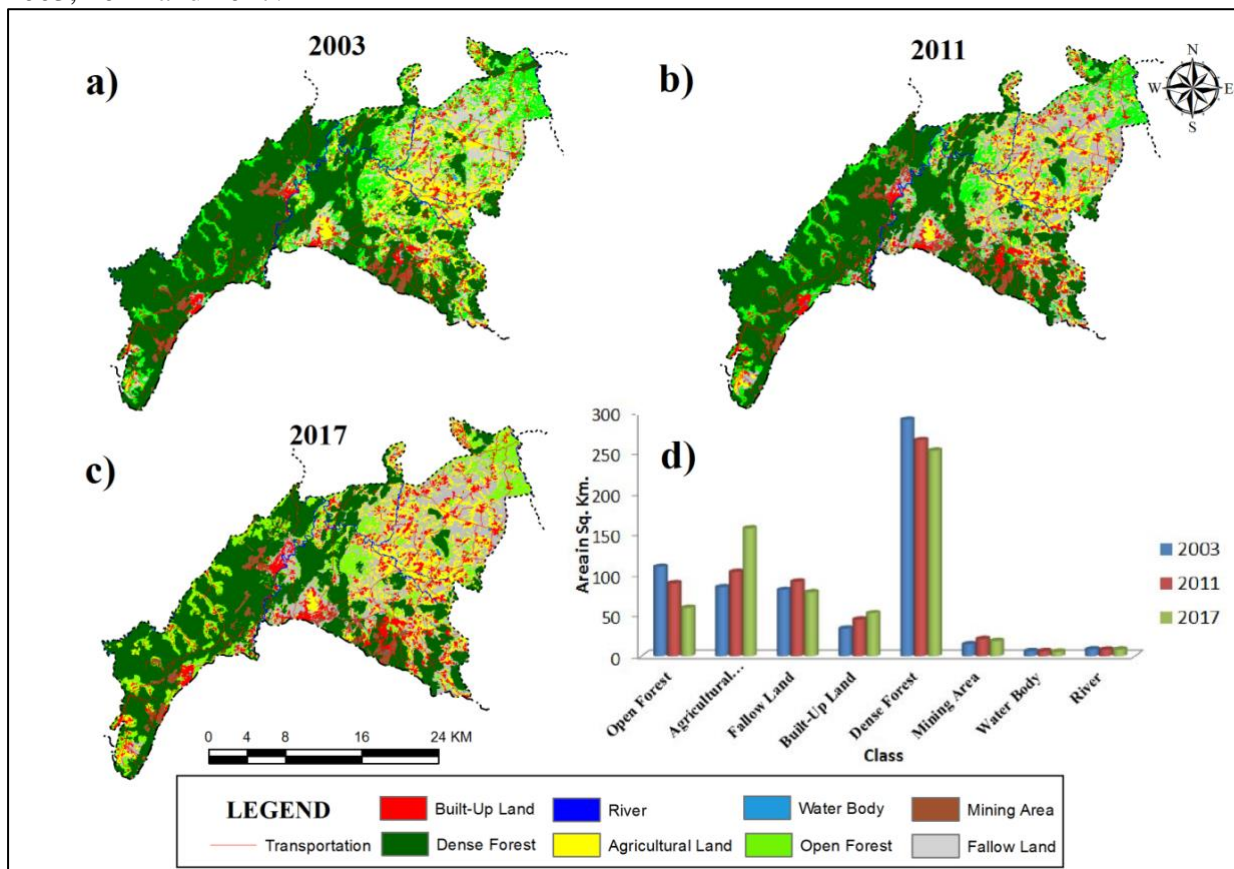 2003
a)
2011
b)
N
W
E
S
2017
c)
d)
300
250
200
150
100
50
0
Area in Sq. Km.
Open Forest
Agricultural...
Fallow Land
Built-Up Land
Dense Forest
Mining Area
Water Body
River
Class
2003
2011
2017
0 4 8 16 24 KM
LEGEND
Transportation
Built-Up Land
River
Water Body
Mining Area
Dense Forest
Agricultural Land
Open Forest
Fallow Land